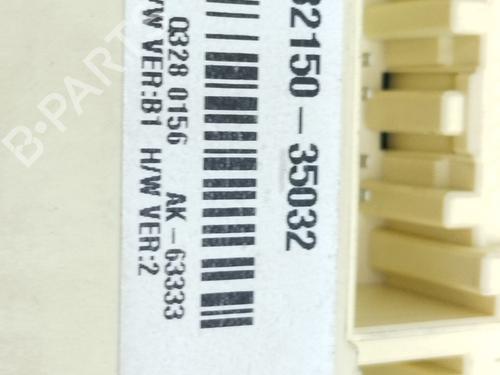 82150-35032
Q328 0156 AK-63333
/W VER:B1 H/W VER:2
B-PARTS